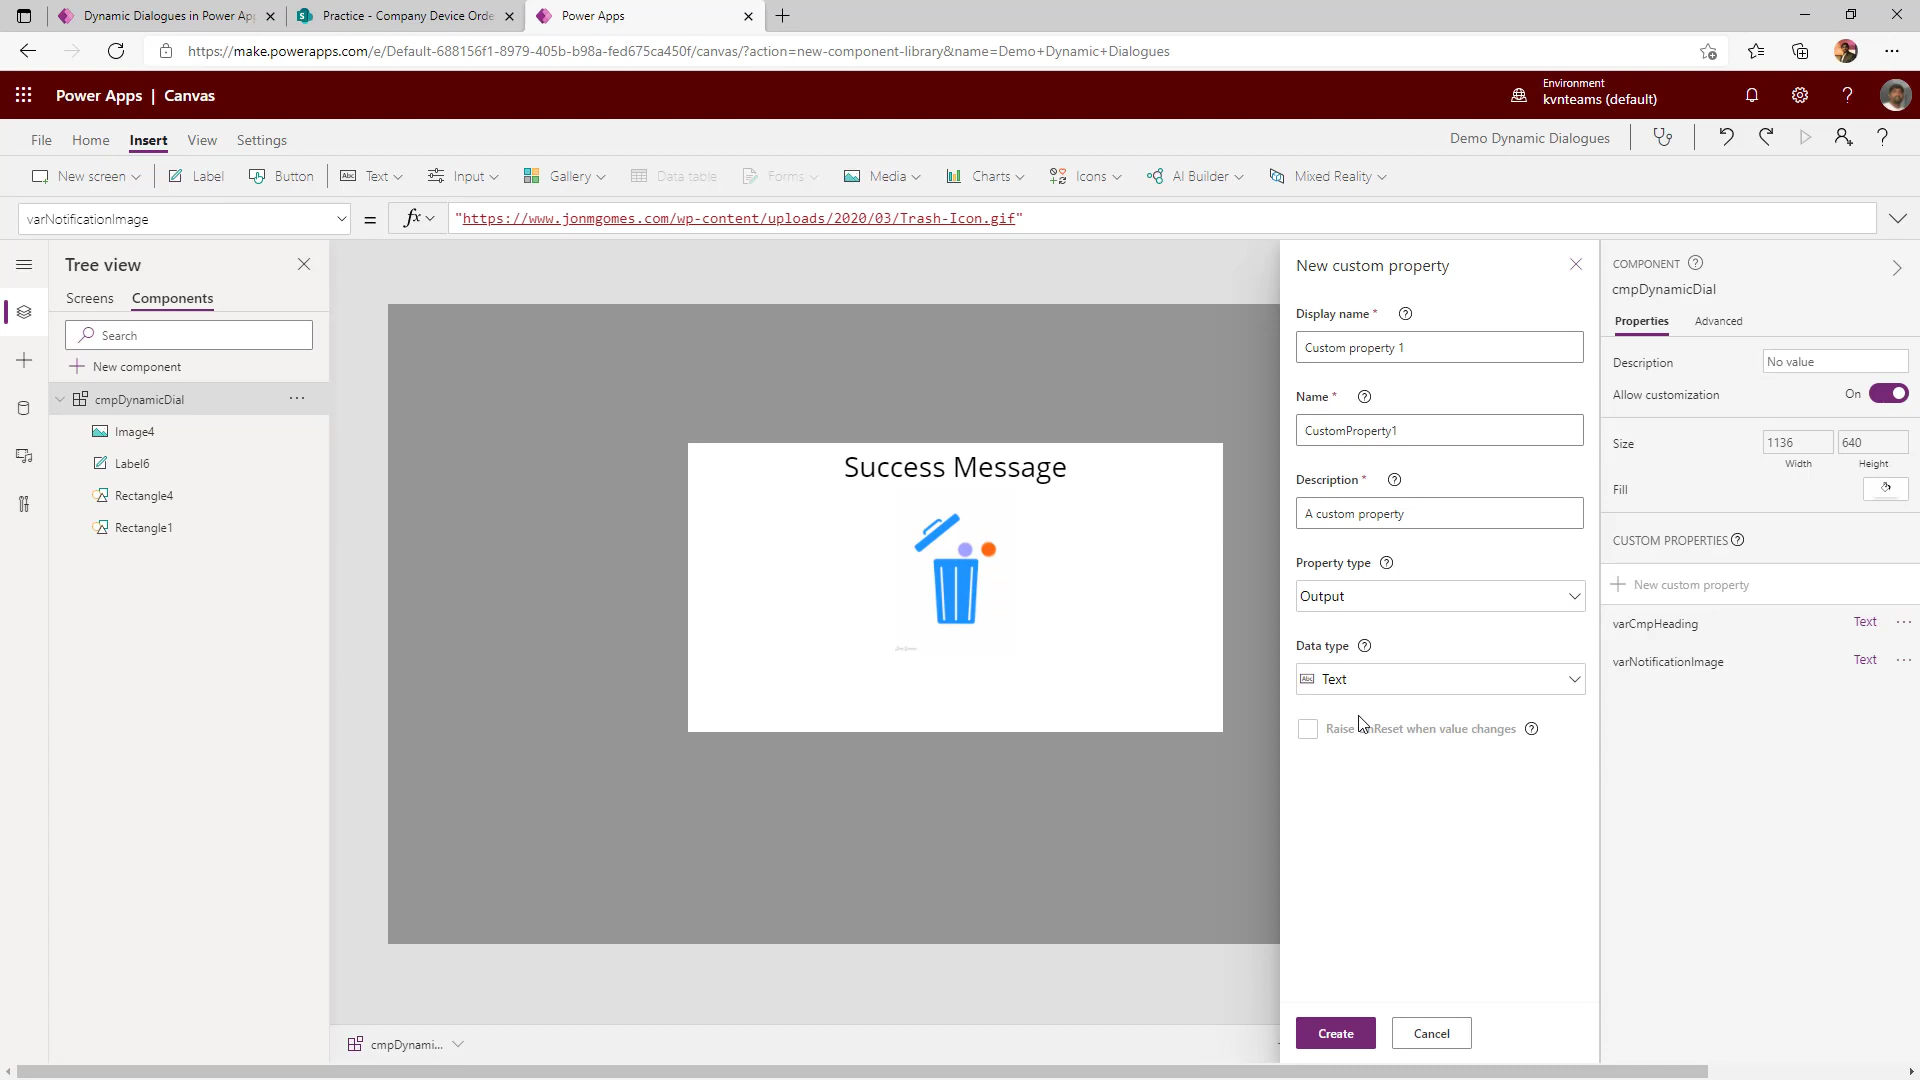 Dynamic Dialogues in Power Ap
Practice - Company Device Orde
Power Apps
https://make.powerapps.com/e/Default-688156f1-8979-405b-b98a-fed675ca450f/canvas/?action=new-component-library&name=Demo+Dynamic+Dialogues
Power Apps | Canvas
Environment
kvnteams (default)
File Home Insert View Settings
Demo Dynamic Dialogues
New screen Label Button Text Input Gallery Data table Forms Media Charts Icons AI Builder Mixed Reality
varNotificationImage = fx "https://www.jonmgomes.com/wp-content/uploads/2020/03/Trash-Icon.gif"
Tree view
Screens Components
Search
New component
cmpDynamicDial
Image4
Label6
Rectangle4
Rectangle1
Success Message
cmpDynami...
New custom property
Display name *
Custom property 1
Name *
CustomProperty1
Description *
A custom property
Property type
Output
Data type
Abc Text
Raise OnReset when value changes
Create Cancel
COMPONENT
cmpDynamicDial
Properties Advanced
Description No value
Allow customization On
Size 1136 640
Width Height
Fill
CUSTOM PROPERTIES
New custom property
varCmpHeading Text
varNotificationImage Text